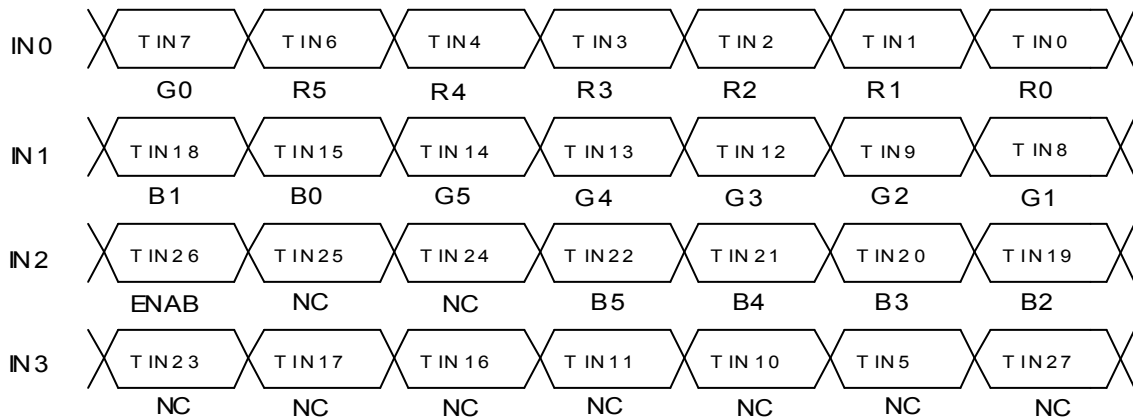 IN0 TIN7 TIN6 TIN4 TIN3 TIN2 TIN1 TIN0
G0 R5 R4 R3 R2 R1 R0
IN1 TIN18 TIN15 TIN14 TIN13 TIN12 TIN9 TIN8
B1 B0 G5 G4 G3 G2 G1
IN2 TIN26 TIN25 TIN24 TIN22 TIN21 TIN20 TIN19
ENAB NC NC B5 B4 B3 B2
IN3 TIN23 TIN17 TIN16 TIN11 TIN10 TIN5 TIN27
NC NC NC NC NC NC NC